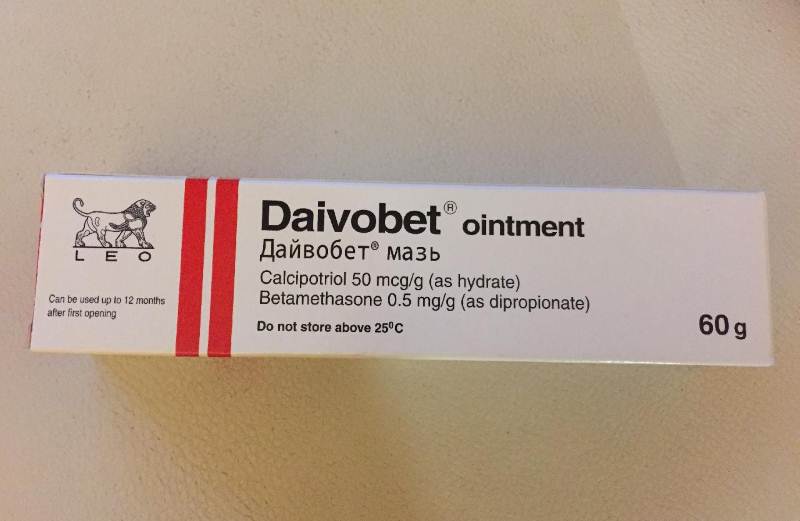 LEO
Can be used up to 12 months
after first opening
Daivobet® ointment
Дайвобет® мазь
Calcipotriol 50 mcg/g (as hydrate)
Betamethasone 0.5 mg/g (as dipropionate)
Do not store above 25⁰C
60 g